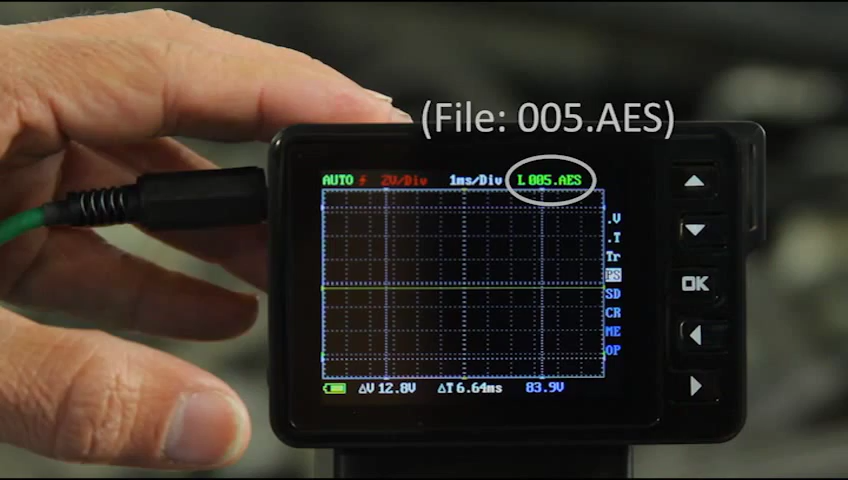 (File: 005.AES)
AUTO 2V/Div 1ms/Div L 005.AES
.V
.T
Tr
PS
OK
SD
CR
ME
OP
ΔV 12.8V ΔT 6.64ms 83.9V